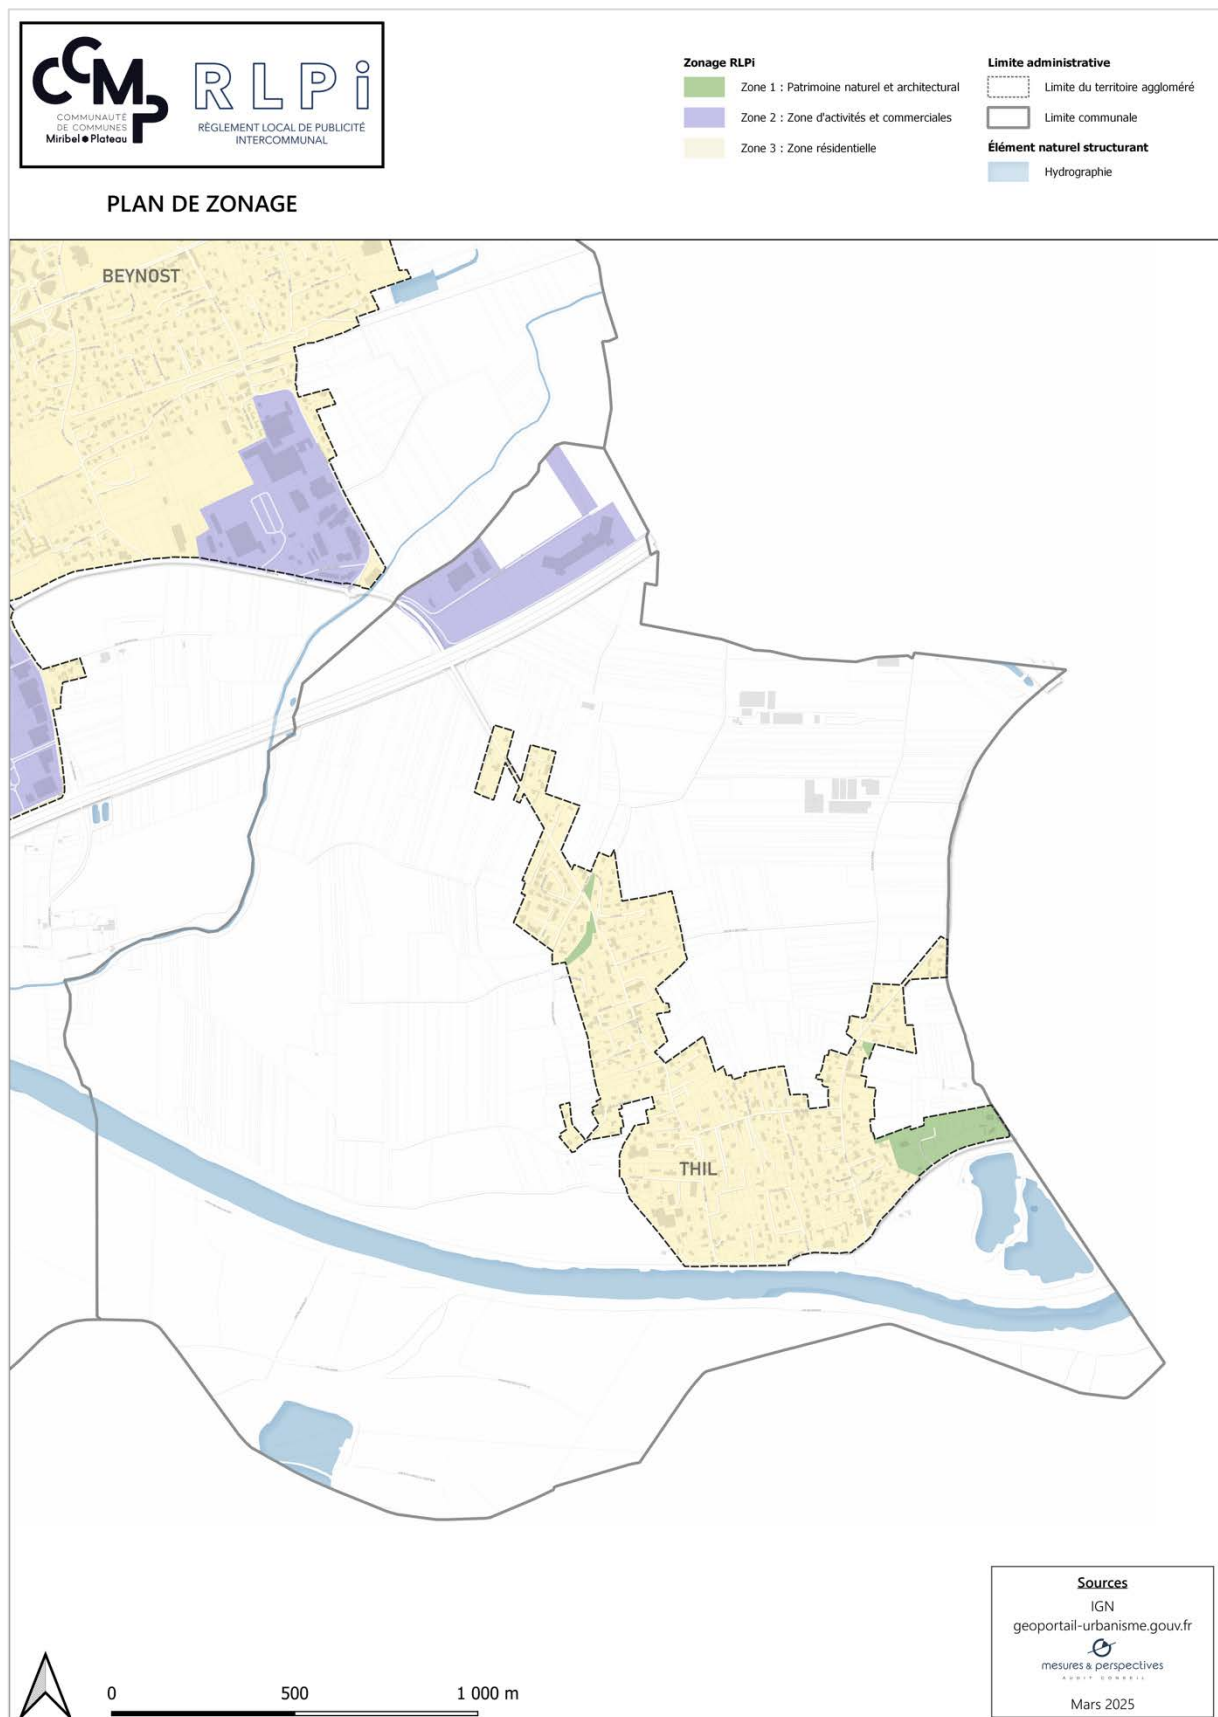 CCMP
COMMUNAUTÉ
DE COMMUNES
Miribel Plateau
RLPi
RÈGLEMENT LOCAL DE PUBLICITÉ
INTERCOMMUNAL
PLAN DE ZONAGE
Zonage RLPi
Zone 1 : Patrimoine naturel et architectural
Zone 2 : Zone d'activités et commerciales
Zone 3 : Zone résidentielle
Limite administrative
Limite du territoire aggloméré
Limite communale
Élément naturel structurant
Hydrographie
BEYNOST
THIL
0 500 1 000 m
Sources
IGN
geoportail-urbanisme.gouv.fr
mesures & perspectives
AUDIT CONSEIL
Mars 2025